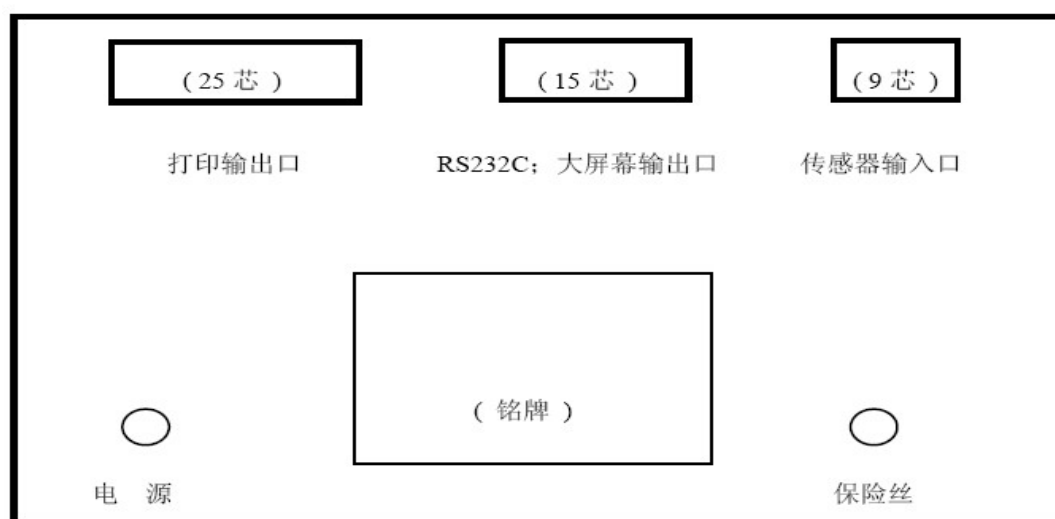 (25 芯) (15 芯) (9 芯)
打印输出口 RS232C；大屏幕输出口 传感器输入口
(铭牌)
电 源 保险丝